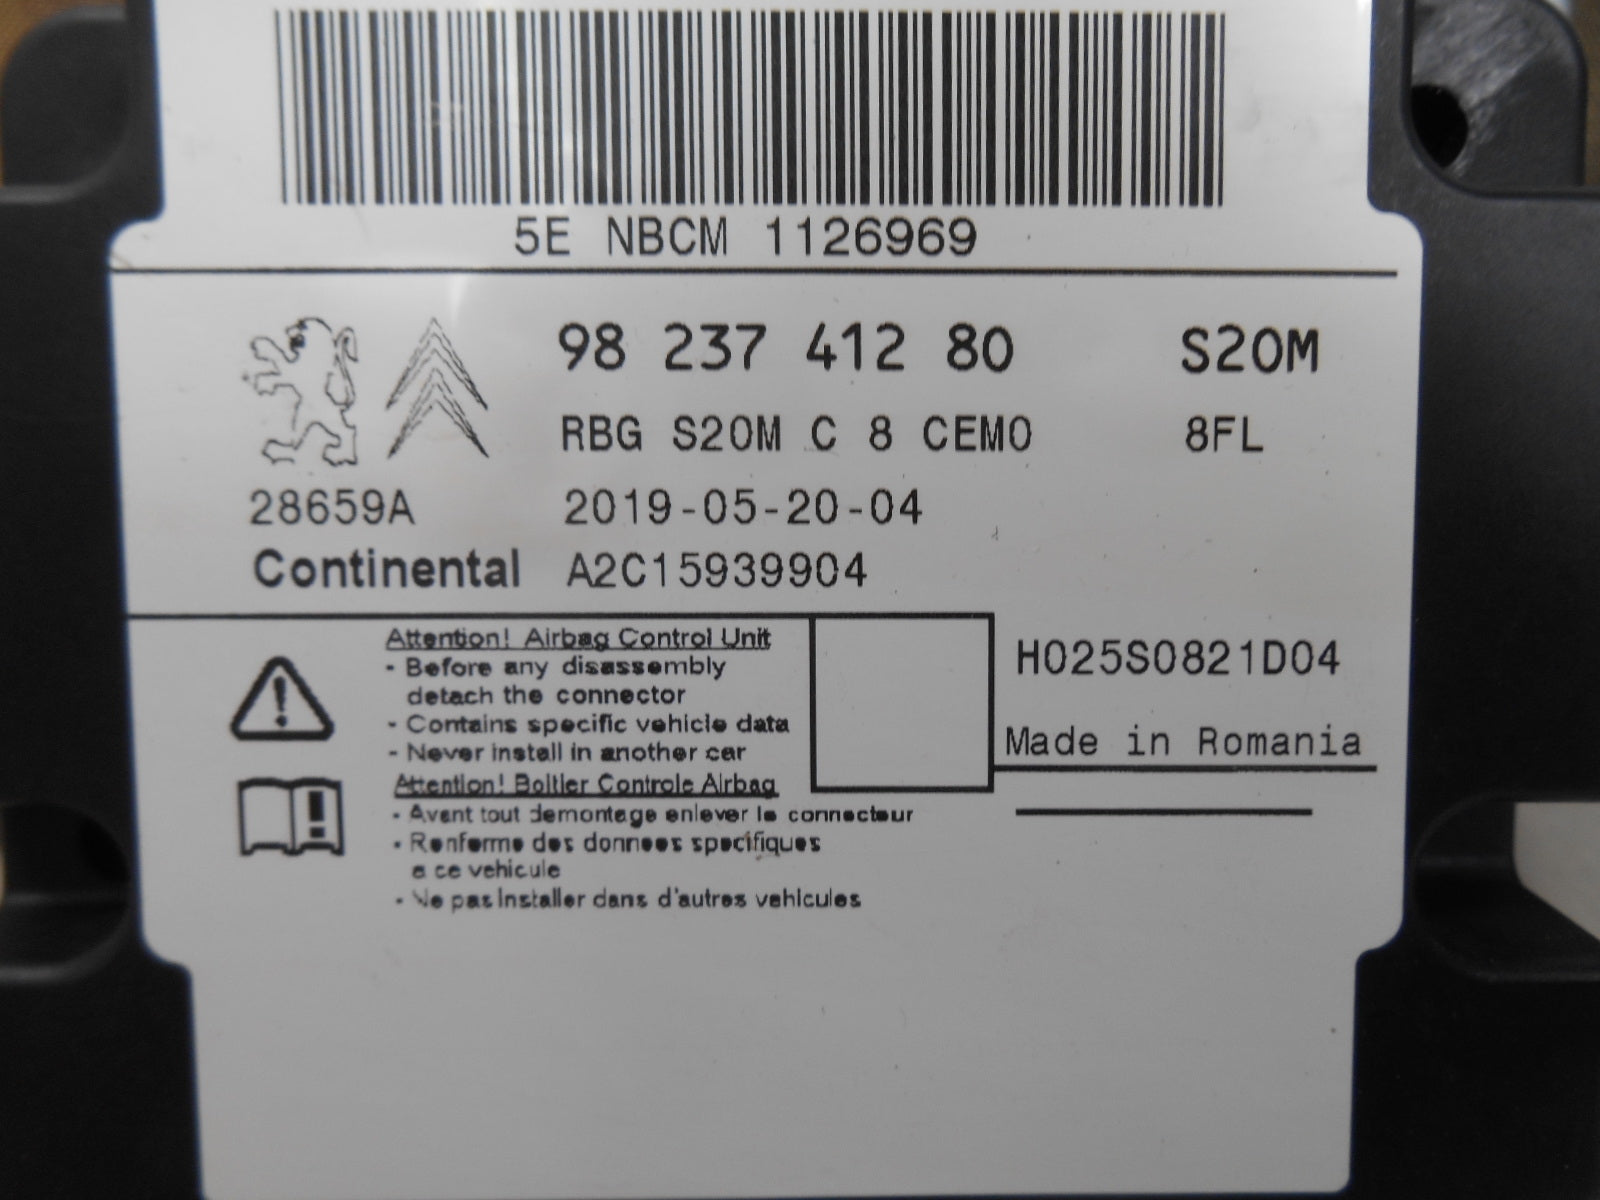 5E NBCM 1126969
98 237 412 80 S20M
RBG S20M C 8 CEM0 8FL
28659A 2019-05-20-04
Continental A2C15939904
Attention! Airbag Control Unit
- Before any disassembly
detach the connector
- Contains specific vehicle data
- Never install in another car
H025S0821D04
Made in Romania
Attention! Boitier Controle Airbag
- Avant tout demontage enlever le connecteur
- Renferme des donnees specifiques
a ce vehicule
- Ne pas installer dans d'autres vehicules